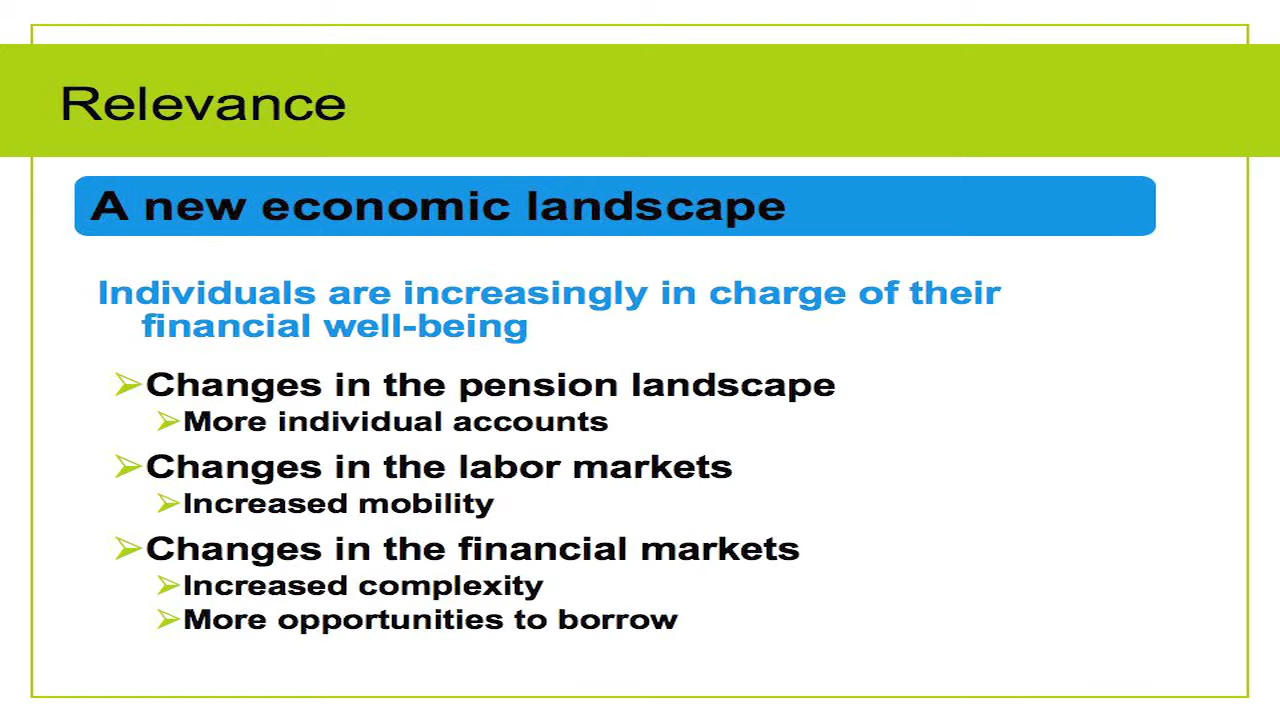 Relevance
A new economic landscape
Individuals are increasingly in charge of their
financial well-being
Changes in the pension landscape
More individual accounts
Changes in the labor markets
Increased mobility
Changes in the financial markets
Increased complexity
More opportunities to borrow